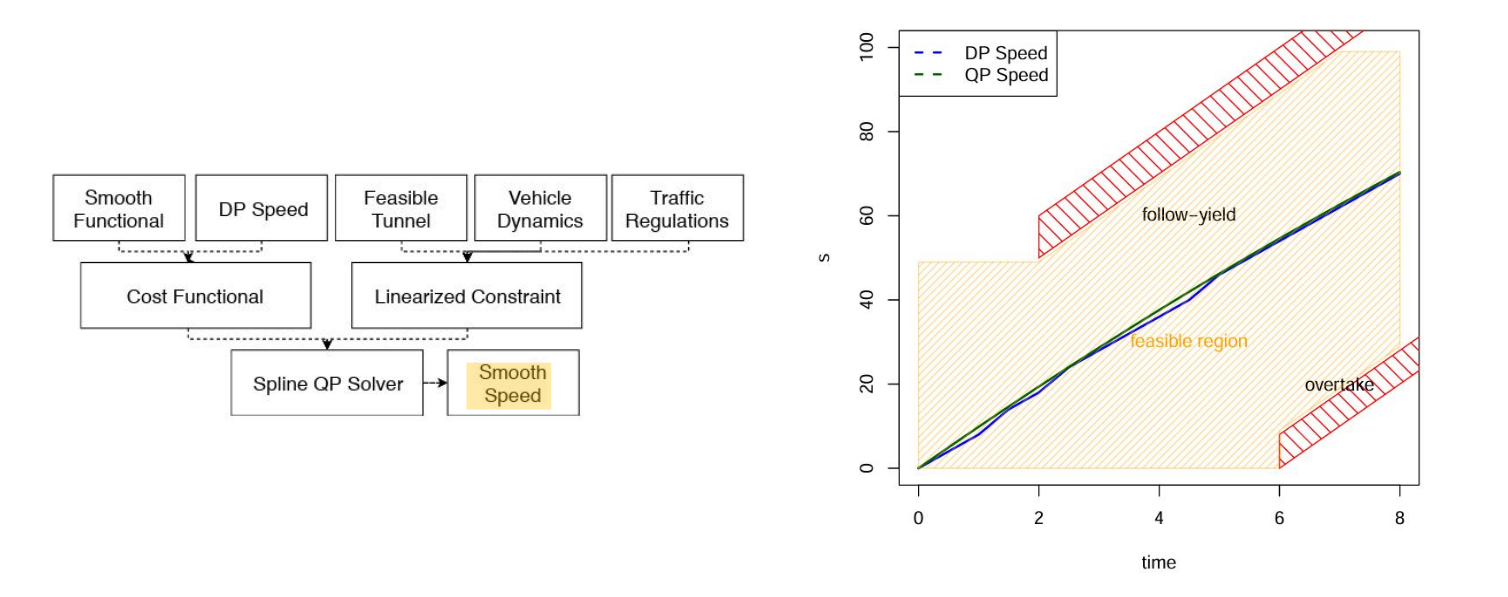 Smooth
Functional
DP Speed
Feasible
Tunnel
Vehicle
Dynamics
Traffic
Regulations
Cost Functional
Linearized Constraint
Spline QP Solver
Smooth
Speed
DP Speed
QP Speed
follow−yield
feasible region
overtake
s
0
20
40
60
80
100
0
2
4
6
8
time